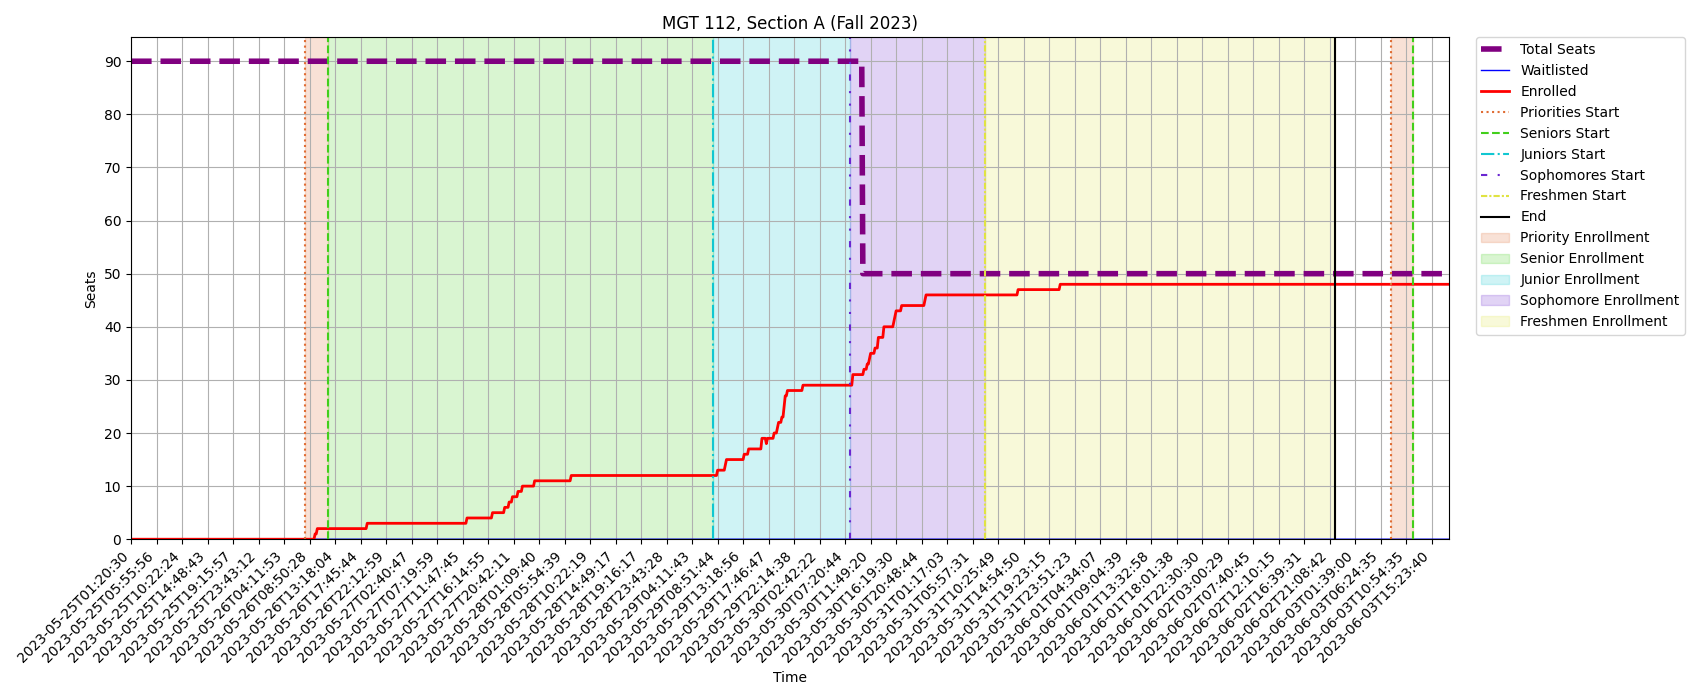 MGT 112, Section A (Fall 2023)
Seats
90
80
70
60
50
40
30
20
10
0
2023-05-25T01:20:30
2023-05-25T05:55:56
2023-05-25T10:22:24
2023-05-25T14:48:43
2023-05-25T19:15:57
2023-05-25T23:43:12
2023-05-26T04:11:53
2023-05-26T08:50:28
2023-05-26T13:18:04
2023-05-26T17:45:44
2023-05-26T22:12:59
2023-05-27T02:40:47
2023-05-27T07:19:59
2023-05-27T11:47:45
2023-05-27T16:14:55
2023-05-27T20:42:11
2023-05-28T01:09:40
2023-05-28T05:54:39
2023-05-28T10:22:19
2023-05-28T14:49:17
2023-05-28T19:16:17
2023-05-28T23:43:28
2023-05-29T04:11:43
2023-05-29T08:51:44
2023-05-29T13:18:56
2023-05-29T17:46:47
2023-05-29T22:14:38
2023-05-30T02:42:22
2023-05-30T07:20:44
2023-05-30T11:49:20
2023-05-30T16:19:30
2023-05-30T20:48:44
2023-05-31T01:17:03
2023-05-31T05:57:31
2023-05-31T10:25:49
2023-05-31T14:54:50
2023-05-31T19:23:15
2023-05-31T23:51:23
2023-06-01T04:34:07
2023-06-01T09:04:39
2023-06-01T13:32:58
2023-06-01T18:01:38
2023-06-01T22:30:30
2023-06-02T03:00:29
2023-06-02T07:40:45
2023-06-02T12:10:15
2023-06-02T16:39:31
2023-06-02T21:08:42
2023-06-03T01:39:00
2023-06-03T06:24:35
2023-06-03T10:54:35
2023-06-03T15:23:40
Time
Total Seats
Waitlisted
Enrolled
Priorities Start
Seniors Start
Juniors Start
Sophomores Start
Freshmen Start
End
Priority Enrollment
Senior Enrollment
Junior Enrollment
Sophomore Enrollment
Freshmen Enrollment